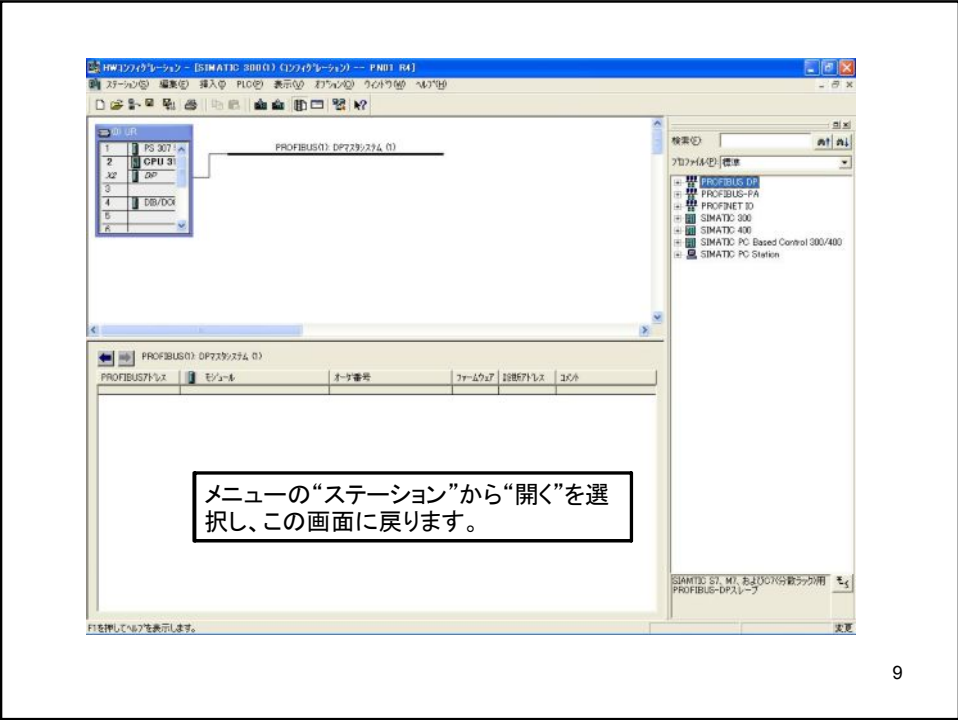 HWコンフィグレーション - [SIMATIC 300(1) (コンフィグレーション) -- PN01_R4]
ステーション(S) 編集(E) 挿入(I) PLC(P) 表示(V) オプション(O) ウィンドウ(W) ヘルプ(H)
(0) UR
1 PS 307
2 CPU 31
X2 DP
3
4 DI8/DO8
5
6
PROFIBUS(1): DPマスタシステム (1)
検索(E)
プロファイル(P): 標準
PROFIBUS DP
PROFIBUS-PA
PROFINET IO
SIMATIC 300
SIMATIC 400
SIMATIC PC Based Control 300/400
SIMATIC PC Station
PROFIBUS(1): DPマスタシステム (1)
PROFIBUSアドレス モジュール オーダ番号 ファームウェア 診断アドレス コメント
メニューの“ステーション”から“開く”を選
択し、この画面に戻ります。
SIAMTIC S7, M7, およびC7(分散ラック)用
PROFIBUS-DPスレーブ
F1を押してヘルプを表示します。
変更
9